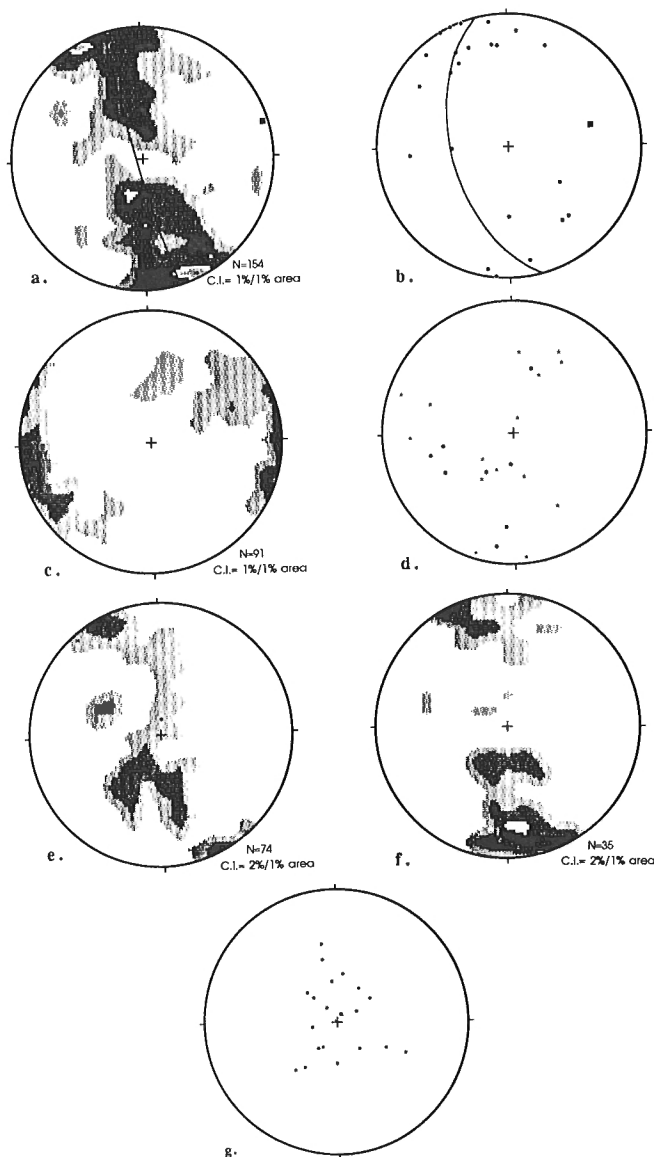 a.
N=154
C.I.= 1%/1% area
b.
c.
N=91
C.I.= 1%/1% area
d.
e.
N=74
C.I.= 2%/1% area
f.
N=35
C.I.= 2%/1% area
g.